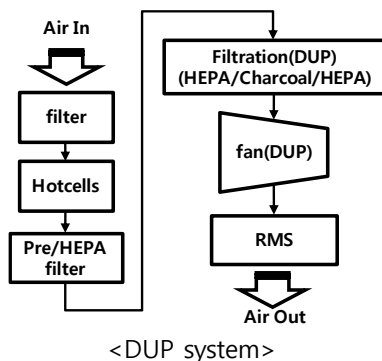 Air In
filter
Hotcells
Pre/HEPA
filter
Filtration(DUP)
(HEPA/Charcoal/HEPA)
fan(DUP)
RMS
Air Out
<DUP system>